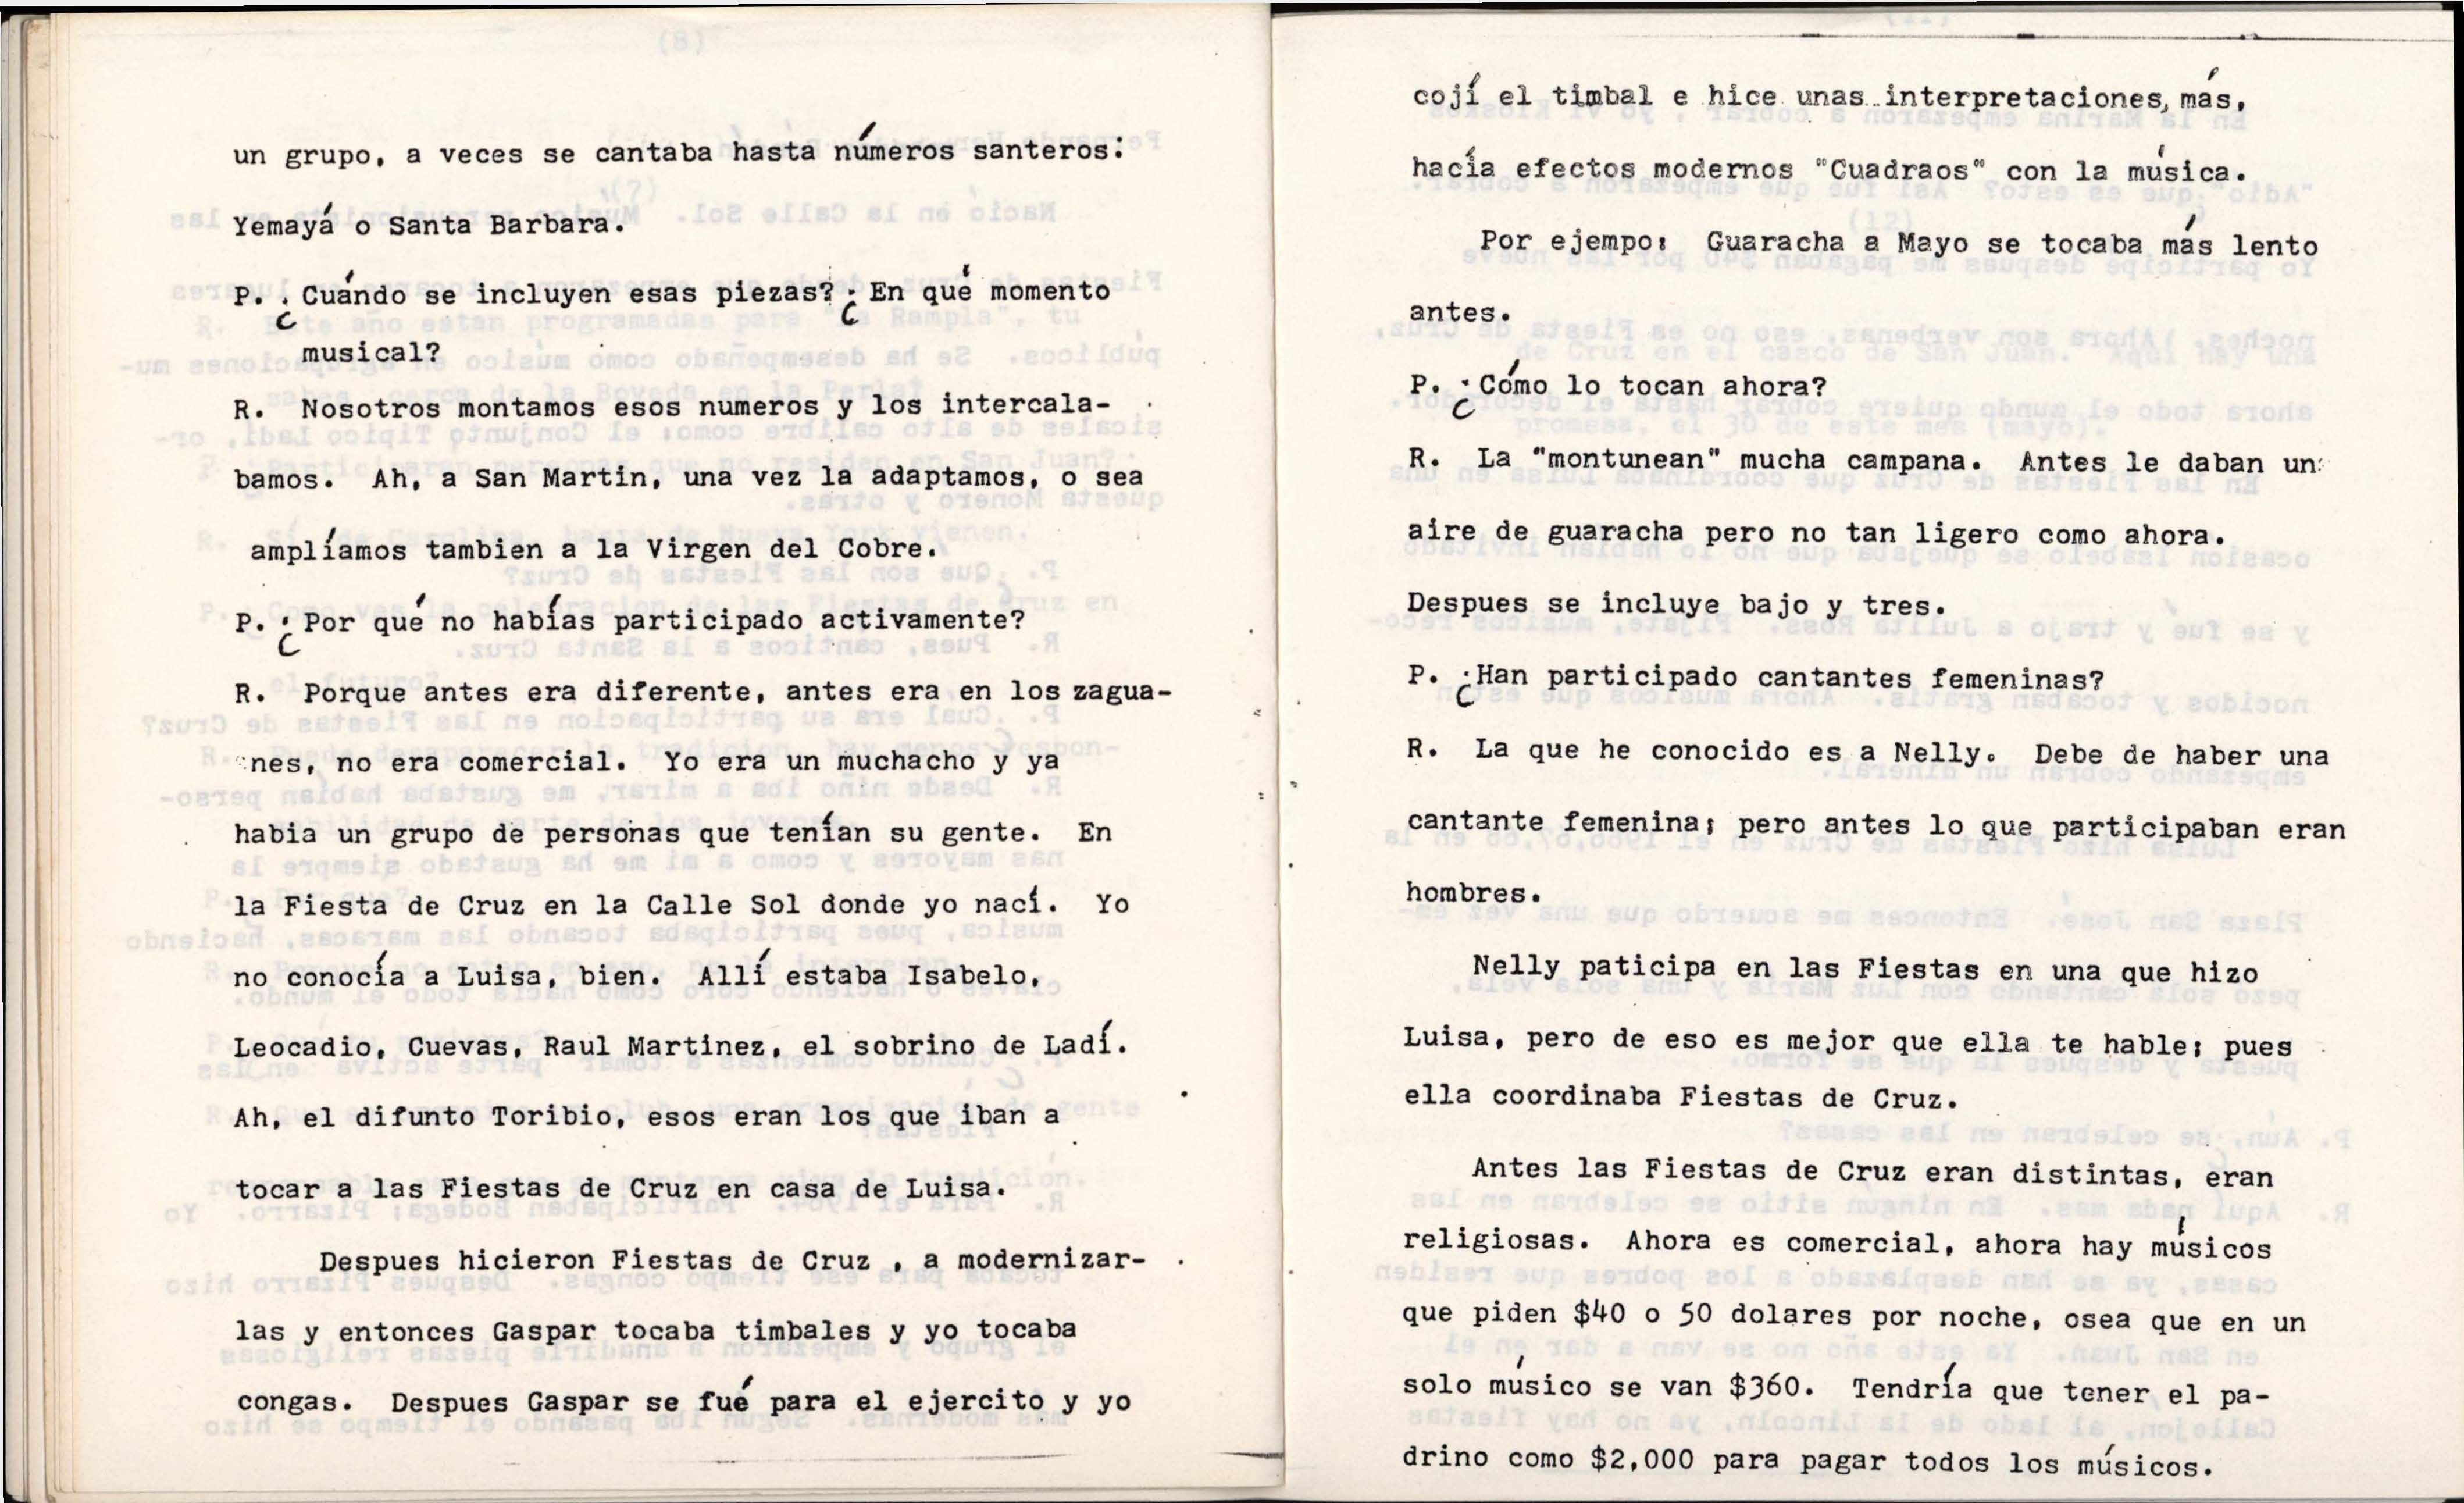 un grupo, a veces se cantaba hasta números santeros:
Yemayá o Santa Barbara.
P. ¿Cuándo se incluyen esas piezas? ¿En qué momento
musical?
R. Nosotros montamos esos numeros y los intercala-
bamos. Ah, a San Martin, una vez la adaptamos, o sea
ampliámos tambien a la Virgen del Cobre.
P. ¿Por qué no habías participado activamente?
R. Porque antes era diferente, antes era en los zagua-
nes, no era comercial. Yo era un muchacho y ya
habia un grupo de personas que tenían su gente. En
la Fiesta de Cruz en la Calle Sol donde yo nací. Yo
no conocía a Luisa, bien. Allí estaba Isabelo,
Leocadio, Cuevas, Raul Martinez, el sobrino de Ladí.
Ah, el difunto Toribio, esos eran los que iban a
tocar a las Fiestas de Cruz en casa de Luisa.
Despues hicieron Fiestas de Cruz , a modernizar-
las y entonces Gaspar tocaba timbales y yo tocaba
congas. Despues Gaspar se fué para el ejercito y yo
cojí el timbal e hice unas interpretaciones, más,
hacía efectos modernos "Cuadraos" con la música.
Por ejempo: Guaracha a Mayo se tocaba más lento
antes.
P. ¿Cómo lo tocan ahora?
R. La "montunean" mucha campana. Antes le daban un
aire de guaracha pero no tan ligero como ahora.
Despues se incluye bajo y tres.
P. ¿Han participado cantantes femeninas?
R. La que he conocido es a Nelly. Debe de haber una
cantante femenina; pero antes lo que participaban eran
hombres.
Nelly paticipa en las Fiestas en una que hizo
Luisa, pero de eso es mejor que ella te hable; pues
ella coordinaba Fiestas de Cruz.
Antes las Fiestas de Cruz eran distintas, eran
religiosas. Ahora es comercial, ahora hay músicos
que piden $40 o 50 dolares por noche, osea que en un
solo músico se van $360. Tendría que tener el pa-
drino como $2,000 para pagar todos los músicos.